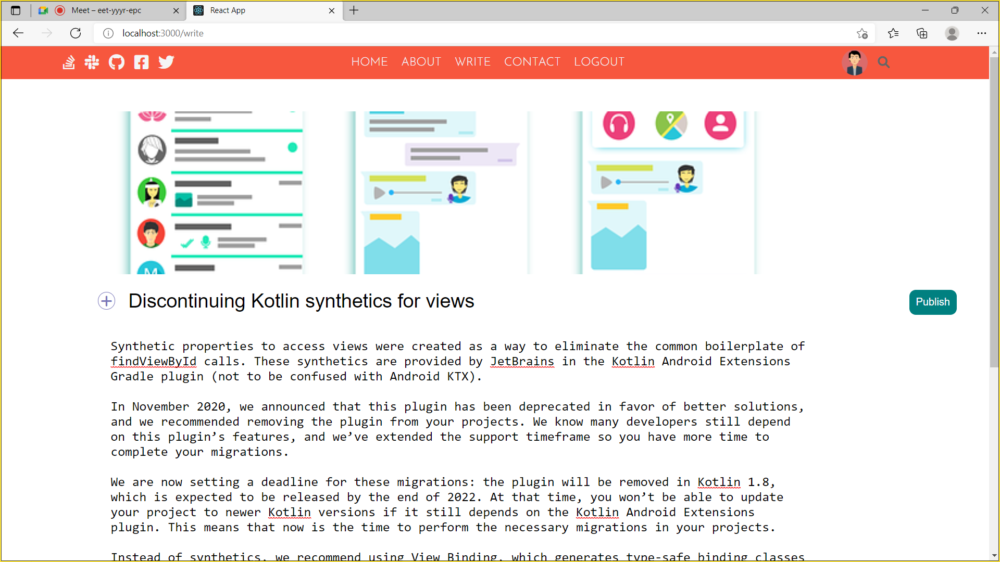 Meet – eet-yyyr-epc
React App
localhost:3000/write
HOME ABOUT WRITE CONTACT LOGOUT
M
Discontinuing Kotlin synthetics for views
Publish
Synthetic properties to access views were created as a way to eliminate the common boilerplate of
findViewById calls. These synthetics are provided by JetBrains in the Kotlin Android Extensions
Gradle plugin (not to be confused with Android KTX).
In November 2020, we announced that this plugin has been deprecated in favor of better solutions,
and we recommended removing the plugin from your projects. We know many developers still depend
on this plugin’s features, and we’ve extended the support timeframe so you have more time to
complete your migrations.
We are now setting a deadline for these migrations: the plugin will be removed in Kotlin 1.8,
which is expected to be released by the end of 2022. At that time, you won’t be able to update
your project to newer Kotlin versions if it still depends on the Kotlin Android Extensions
plugin. This means that now is the time to perform the necessary migrations in your projects.
Instead of synthetics, we recommend using View Binding, which generates type-safe binding classes